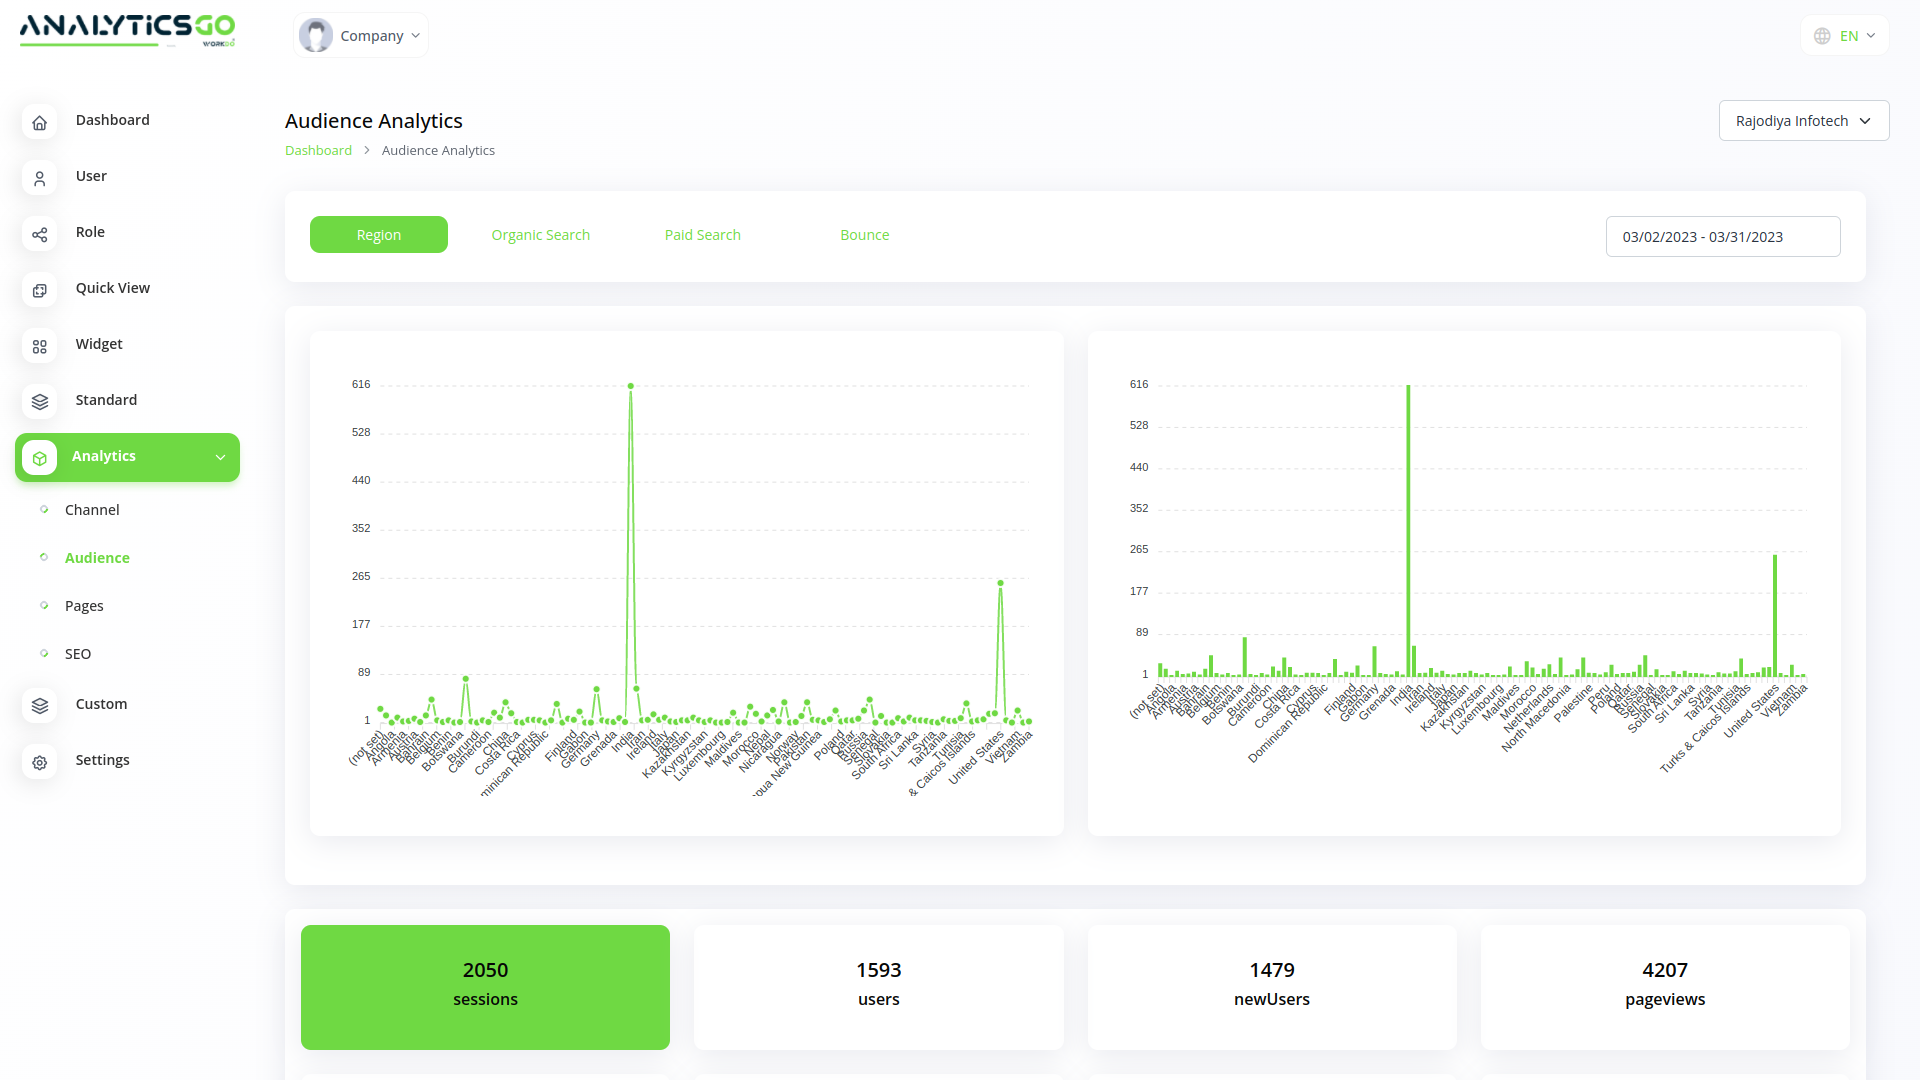 ANALYTiCSGO
WORKDO
Company
EN
Dashboard
User
Role
Quick View
Widget
Standard
Analytics
Channel
Audience
Pages
SEO
Custom
Settings
Audience Analytics
Dashboard > Audience Analytics
Rajodiya Infotech
Region
Organic Search
Paid Search
Bounce
03/02/2023 - 03/31/2023
616
528
440
352
265
177
89
1
(not set)
Angola
Armenia
Austria
Bahrain
Belgium
Benin
Botswana
Burundi
Cameroon
China
Costa Rica
Cyprus
minican Republic
Finland
Gabon
Germany
Grenada
India
Iran
Ireland
Italy
Japan
Kazakhstan
Kyrgyzstan
Luxembourg
Maldives
Morocco
Nepal
Nicaragua
Norway
Pakistan
pua New Guinea
Poland
Qatar
Russia
Senegal
Slovakia
South Africa
Sri Lanka
Syria
Tanzania
Tunisia
& Caicos Islands
United States
Vietnam
Zambia
616
528
440
352
265
177
89
1
(not set)
Angola
Armenia
Austria
Bahrain
Belgium
Benin
Botswana
Burundi
Cameroon
China
Costa Rica
Cyprus
Dominican Republic
Finland
Gabon
Germany
Grenada
India
Iran
Ireland
Italy
Japan
Kazakhstan
Kyrgyzstan
Luxembourg
Maldives
Morocco
Netherlands
North Macedonia
Palestine
Peru
Poland
Qatar
Russia
Senegal
Slovakia
South Africa
Sri Lanka
Syria
Tanzania
Tunisia
Turks & Caicos Islands
United States
Vietnam
Zambia
2050
sessions
1593
users
1479
newUsers
4207
pageviews